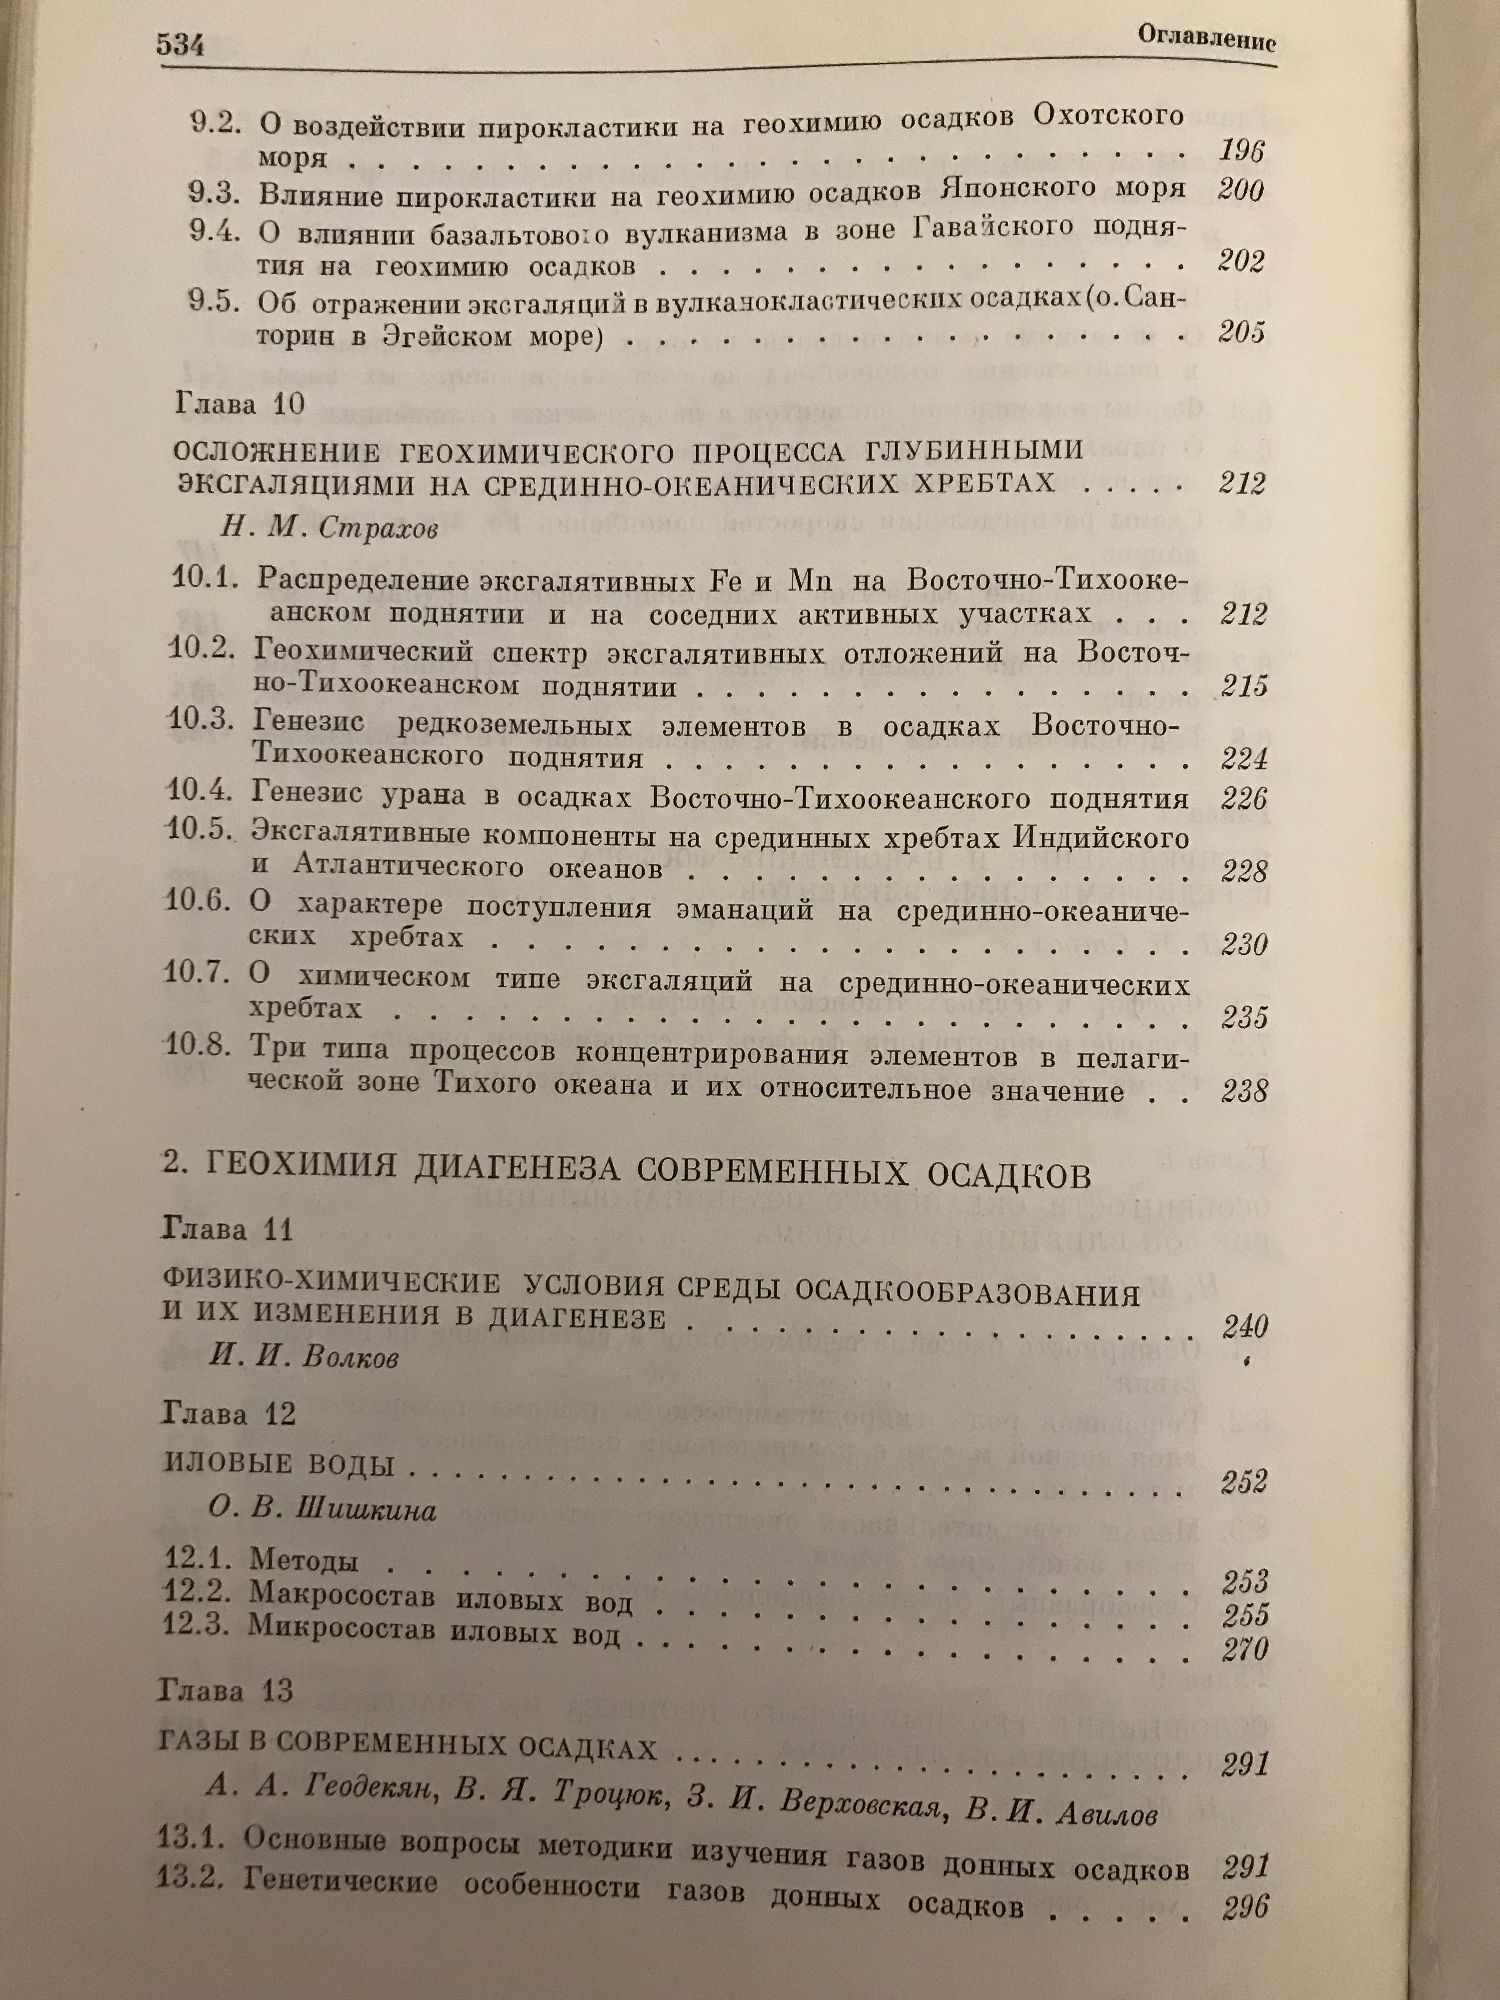 534
Оглавление
9.2. О воздействии пирокластики на геохимию осадков Охотского
моря . . . . . . . . . . . . . . . . . . . . . . . . . . . 196
9.3. Влияние пирокластики на геохимию осадков Японского моря 200
9.4. О влиянии базальтового вулканизма в зоне Гавайского подня-
тия на геохимию осадков . . . . . . . . . . . . . . . . . 202
9.5. Об отражении эксгаляций в вулканокластических осадках (о. Сан-
торин в Эгейском море) . . . . . . . . . . . . . . . . . . 205
Глава 10
ОСЛОЖНЕНИЕ ГЕОХИМИЧЕСКОГО ПРОЦЕССА ГЛУБИННЫМИ
ЭКСГАЛЯЦИЯМИ НА СРЕДИННО-ОКЕАНИЧЕСКИХ ХРЕБТАХ . . . . . 212
Н. М. Страхов
10.1. Распределение эксгалятивных Fe и Mn на Восточно-Тихооке-
анском поднятии и на соседних активных участках . . . 212
10.2. Геохимический спектр эксгалятивных отложений на Восточ-
но-Тихоокеанском поднятии . . . . . . . . . . . . . . . . 215
10.3. Генезис редкоземельных элементов в осадках Восточно-
Тихоокеанского поднятия . . . . . . . . . . . . . . . . . 224
10.4. Генезис урана в осадках Восточно-Тихоокеанского поднятия 226
10.5. Эксгалятивные компоненты на срединных хребтах Индийского
и Атлантического океанов . . . . . . . . . . . . . . . . 228
10.6. О характере поступления эманаций на срединно-океаниче-
ских хребтах . . . . . . . . . . . . . . . . . . . . . . 230
10.7. О химическом типе эксгаляций на срединно-океанических
хребтах . . . . . . . . . . . . . . . . . . . . . . . . 235
10.8. Три типа процессов концентрирования элементов в пелаги-
ческой зоне Тихого океана и их относительное значение . . 238
2. ГЕОХИМИЯ ДИАГЕНЕЗА СОВРЕМЕННЫХ ОСАДКОВ
Глава 11
ФИЗИКО-ХИМИЧЕСКИЕ УСЛОВИЯ СРЕДЫ ОСАДКООБРАЗОВАНИЯ
И ИХ ИЗМЕНЕНИЯ В ДИАГЕНЕЗЕ . . . . . . . . . . . . . . . . . 240
И. И. Волков
Глава 12
ИЛОВЫЕ ВОДЫ . . . . . . . . . . . . . . . . . . . . . . . . . 252
О. В. Шишкина
12.1. Методы . . . . . . . . . . . . . . . . . . . . . . . . . 253
12.2. Макросостав иловых вод . . . . . . . . . . . . . . . . . 255
12.3. Микросостав иловых вод . . . . . . . . . . . . . . . . . 270
Глава 13
ГАЗЫ В СОВРЕМЕННЫХ ОСАДКАХ . . . . . . . . . . . . . . . . . 291
А. А. Геодекян, В. Я. Троцюк, З. И. Верховская, В. И. Авилов
13.1. Основные вопросы методики изучения газов донных осадков 291
13.2. Генетические особенности газов донных осадков . . . . . 296